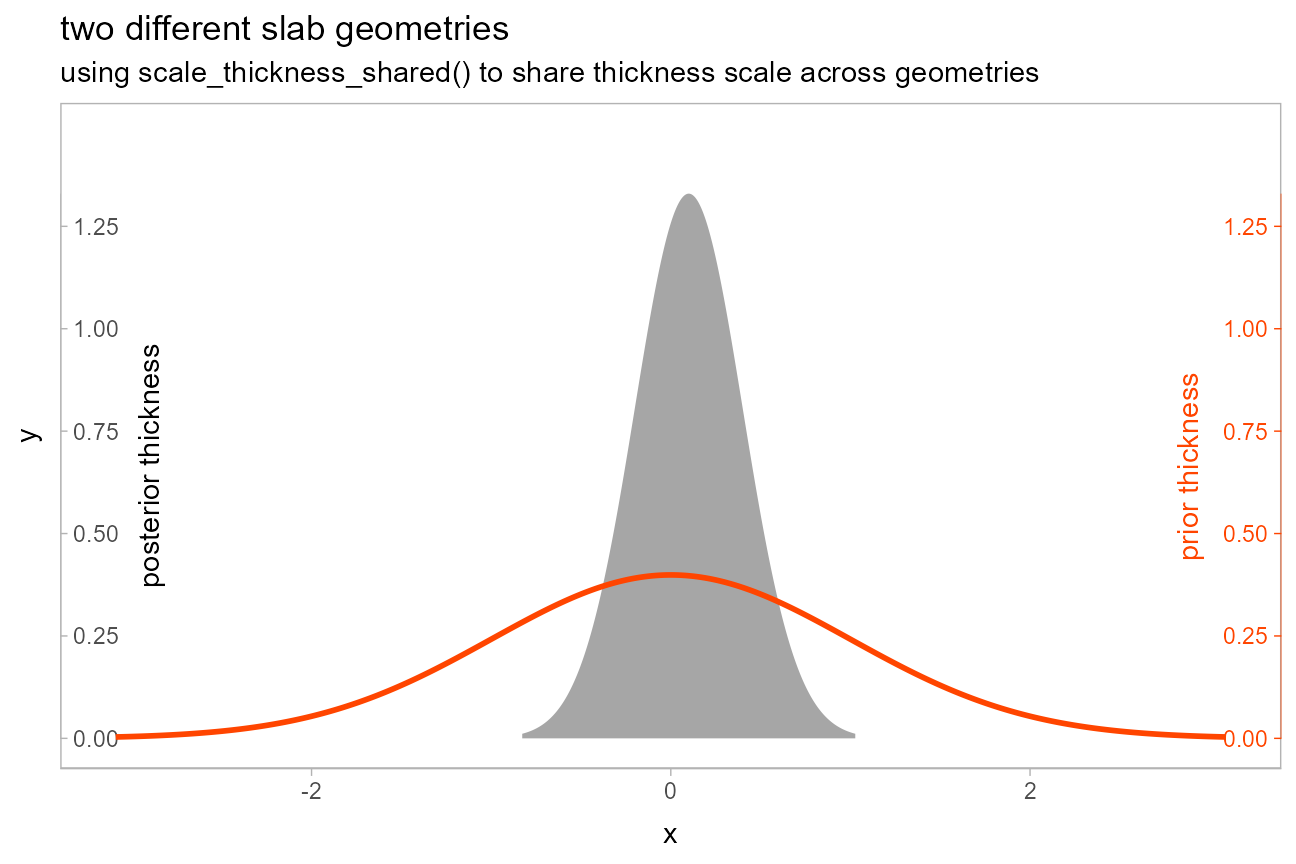 two different slab geometries
using scale_thickness_shared() to share thickness scale across geometries
y
1.25
1.00
0.75
0.50
0.25
0.00
posterior thickness
prior thickness
1.25
1.00
0.75
0.50
0.25
0.00
-2
0
2
x